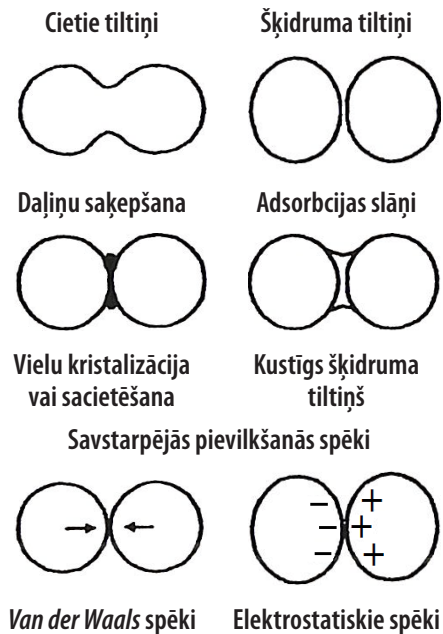 Cietie tiltiņi
Šķidruma tiltiņi
Daļiņu saķepšana
Adsorbcijas slāņi
Vielu kristalizācija
vai sacietēšana
Kustīgs šķidruma
tiltiņš
Savstarpējās pievilkšanās spēki
− +
− +
− +
Van der Waals spēki
Elektrostatiskie spēki